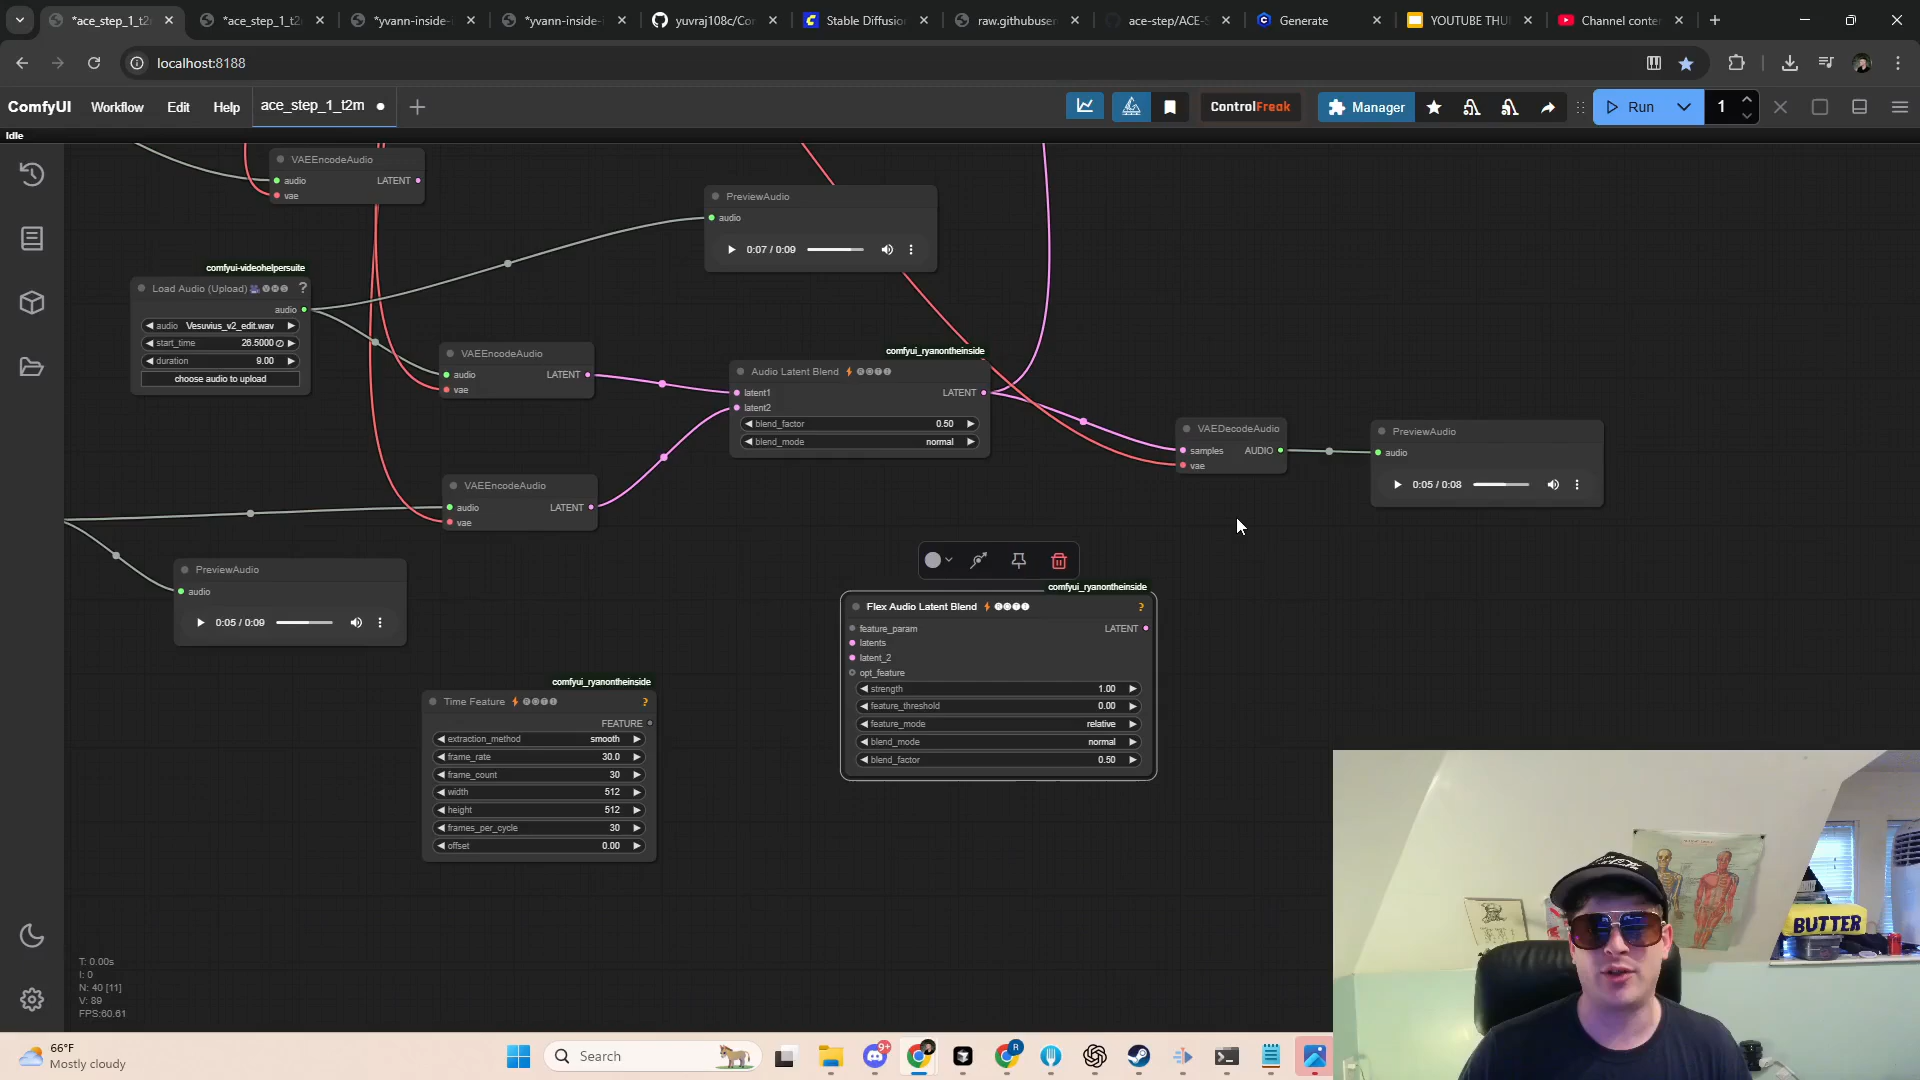 *ace_step_1_t2
*ace_step_1_t2
*yvann-inside-
*yvann-inside-
yuvraj108c/Cor
Stable Diffusio
raw.githubuser
ace-step/ACE-S
Generate
YOUTUBE THU
Channel conte
localhost:8188
ComfyUI
Workflow
Edit
Help
ace_step_1_t2m
ControlFreak
Manager
Run
1
Idle
VAEEncodeAudio
audio
LATENT
vae
PreviewAudio
audio
0:07 / 0:09
comfyui-videohelpersuite
Load Audio (Upload)
?
audio
audio Vesuvius_v2_edit.wav
start_time 26.5000
duration 9.00
choose audio to upload
VAEEncodeAudio
audio LATENT
vae
comfyui_ryanontheinside
Audio Latent Blend
latent1 LATENT
latent2
blend_factor 0.50
blend_mode normal
VAEDecodeAudio
samples AUDIO
vae
PreviewAudio
audio
0:05 / 0:08
VAEEncodeAudio
audio LATENT
vae
PreviewAudio
audio
0:05 / 0:09
comfyui_ryanontheinside
Flex Audio Latent Blend ?
feature_param LATENT
latents
latent_2
opt_feature
strength 1.00
feature_threshold 0.00
feature_mode relative
blend_mode normal
blend_factor 0.50
comfyui_ryanontheinside
Time Feature ?
FEATURE
extraction_method smooth
frame_rate 30.0
frame_count 30
width 512
height 512
frames_per_cycle 30
offset 0.00
T: 0.00s
I: 0
N: 40 [11]
V: 89
FPS:60.61
BUTTER
66°F
Mostly cloudy
Search
9+
R